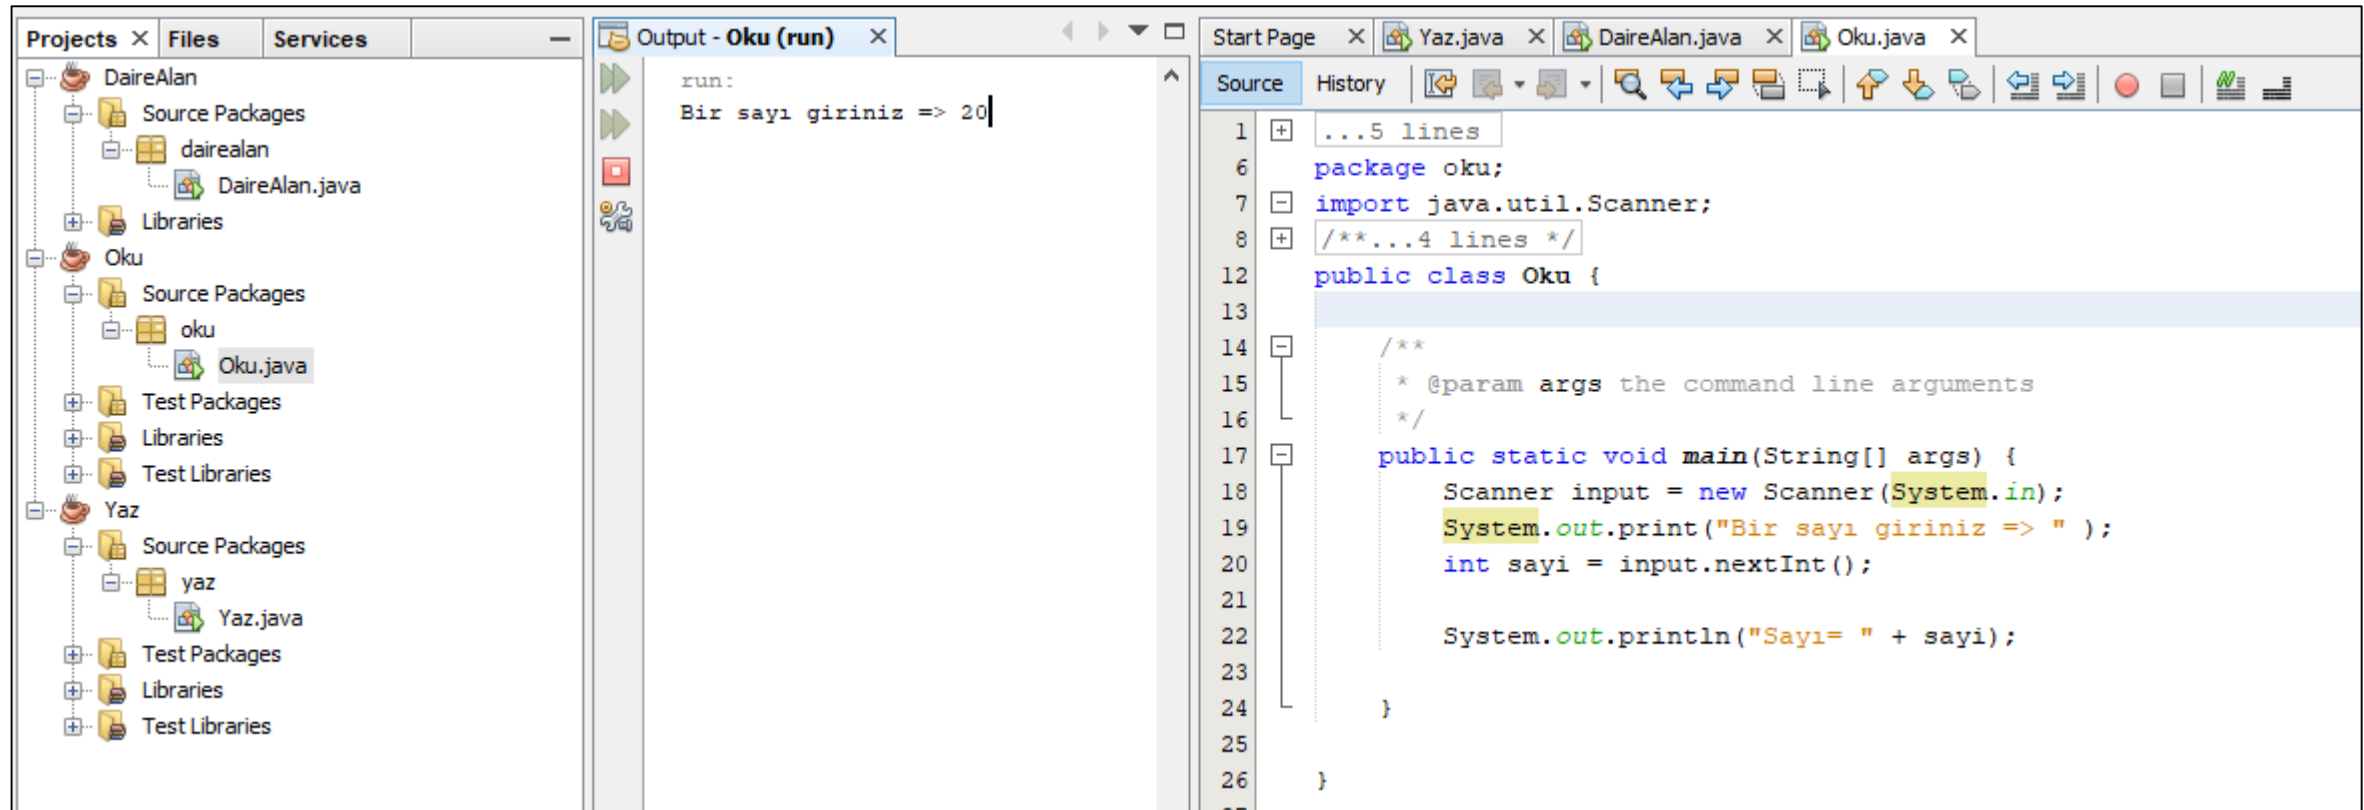 Projects Files Services
DaireAlan
Source Packages
dairealan
DaireAlan.java
Libraries
Oku
Source Packages
oku
Oku.java
Test Packages
Libraries
Test Libraries
Yaz
Source Packages
yaz
Yaz.java
Test Packages
Libraries
Test Libraries
Output - Oku (run)
run:
Bir sayı giriniz => 20
Start Page Yaz.java DaireAlan.java Oku.java
Source History
1 ...5 lines
6 package oku;
7 import java.util.Scanner;
8 /**...4 lines */
12 public class Oku {
13
14 /**
15 * @param args the command line arguments
16 */
17 public static void main(String[] args) {
18 Scanner input = new Scanner(System.in);
19 System.out.print("Bir sayı giriniz => " );
20 int sayi = input.nextInt();
21
22 System.out.println("Sayı= " + sayi);
23
24 }
25
26 }